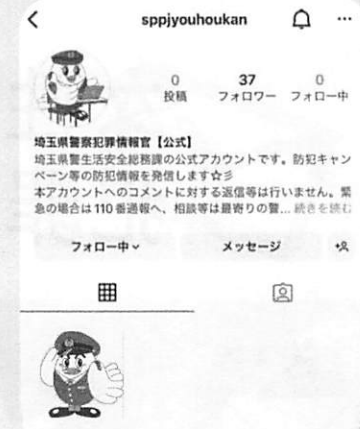 sppjyouhoukan
0 37 0
投稿 フォロワー フォロー中
埼玉県警察犯罪情報官【公式】
埼玉県警生活安全総務課の公式アカウントです。防犯キャン
ペーン等の防犯情報を発信します☆彡
本アカウントへのコメントに対する返信等は行いません。緊
急の場合は110番通報へ、相談等は最寄りの警... 続きを読む
フォロー中 メッセージ